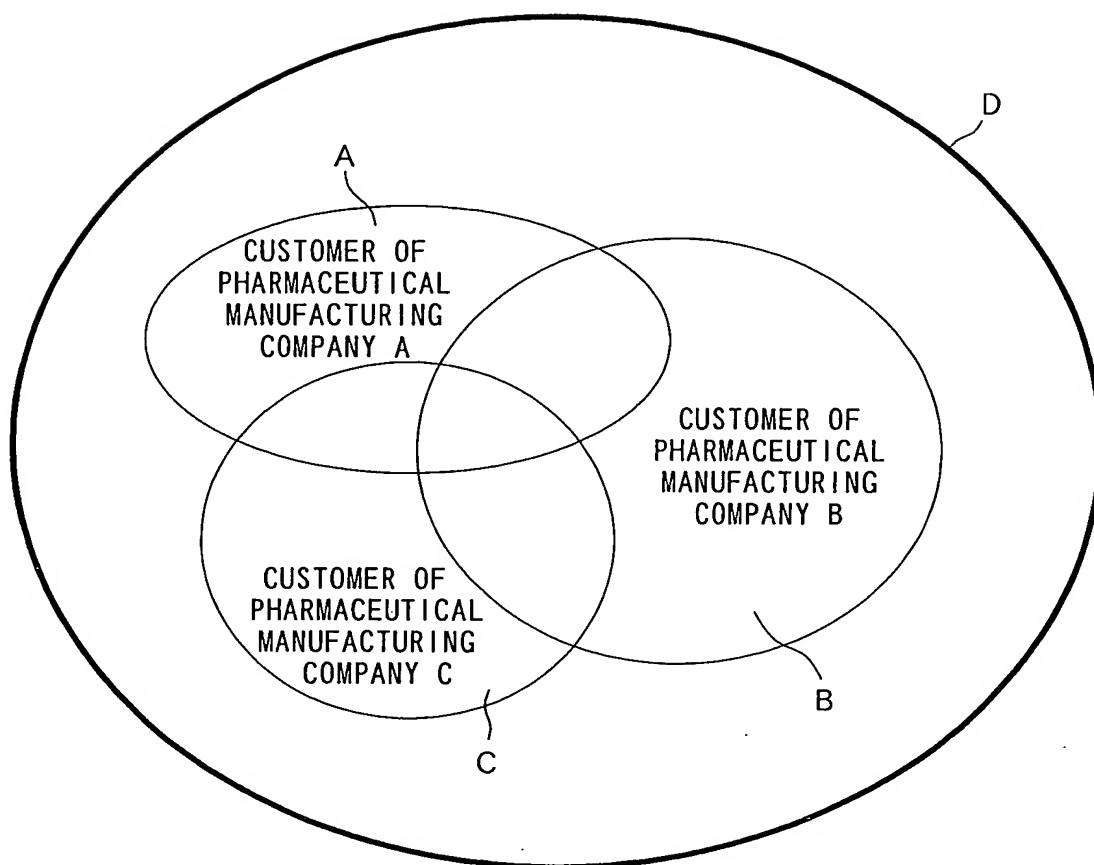 D
A
CUSTOMER OF
PHARMACEUTICAL
MANUFACTURING
COMPANY A
CUSTOMER OF
PHARMACEUTICAL
MANUFACTURING
COMPANY B
CUSTOMER OF
PHARMACEUTICAL
MANUFACTURING
COMPANY C
B
C